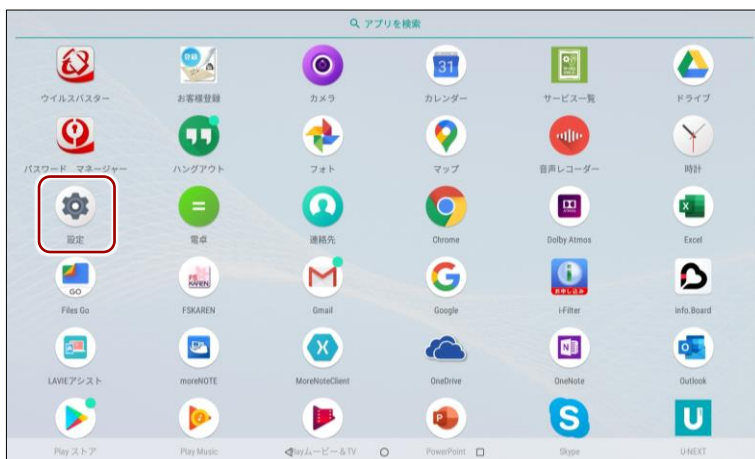 アプリを検索
ウイルスバスター お客様登録 カメラ カレンダー サービス一覧 ドライブ
パスワード マネージャー ハングアウト フォト マップ 音声レコーダー 時計
設定 電卓 連絡先 Chrome Dolby Atmos Excel
Files Go FSKAREN Gmail Google i-フィルター info.Board
LAVIEアシスト moreNOTE MoreNoteClient OneDrive OneNote Outlook
Play ストア Play Music Playムービー& TV PowerPoint Skype U-NEXT